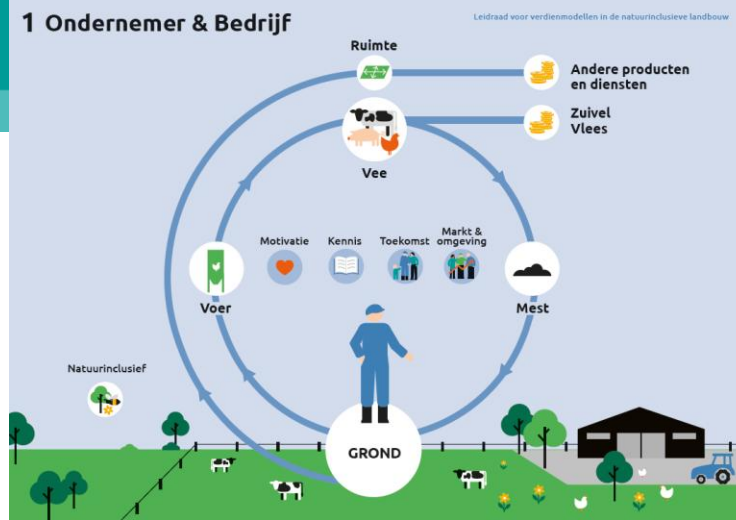 1 Ondernemer & Bedrijf
Leidraad voor verdienmodellen in de natuurinclusieve landbouw
Ruimte
Andere producten
en diensten
Zuivel
Vlees
Vee
Motivatie
Kennis
Toekomst
Markt &
omgeving
Voer
Mest
Natuurinclusief
GROND